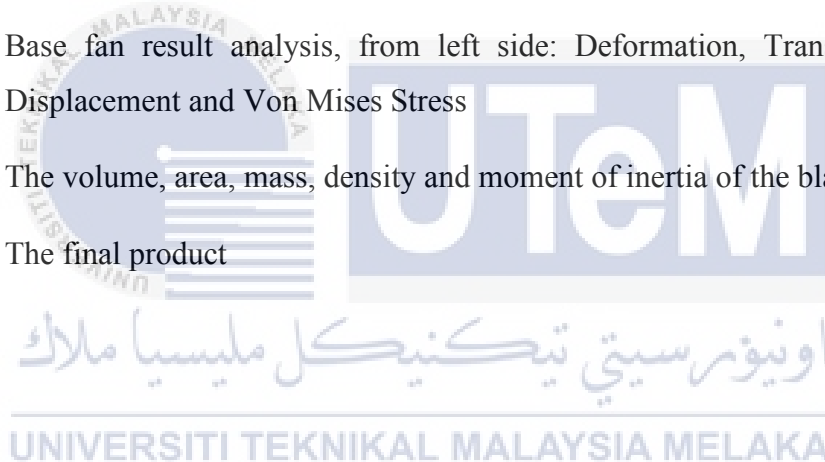 Base fan result analysis, from left side: Deformation, Tran
Displacement and Von Mises Stress
The volume, area, mass, density and moment of inertia of the bla
The final product
UTeM
اونيۏرسيتي تيكنيكل مليسيا ملاك
UNIVERSITI TEKNIKAL MALAYSIA MELAKA